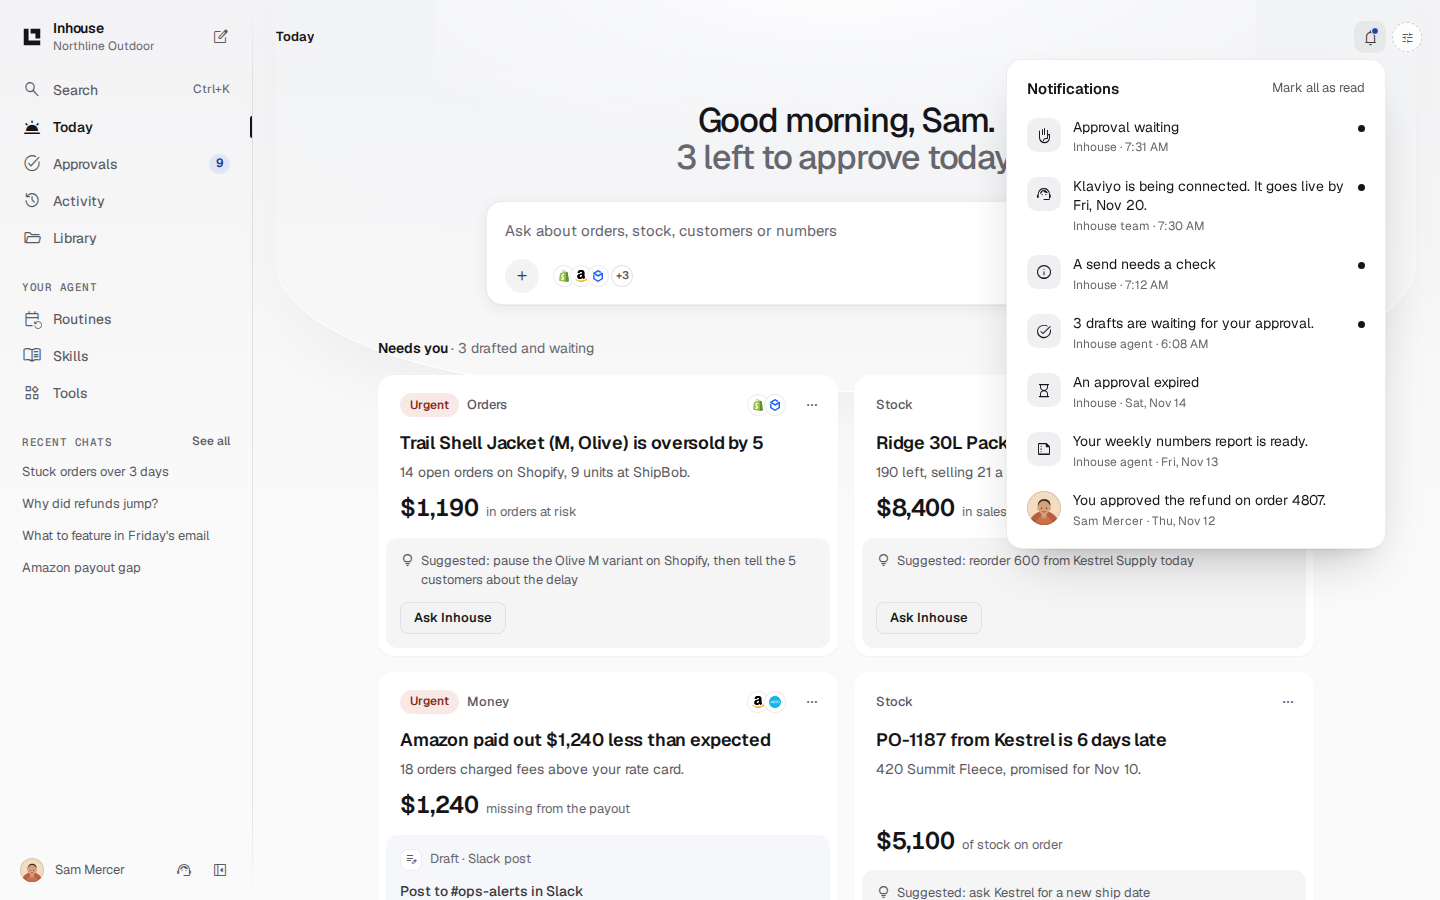 Inhouse
Northline Outdoor
Search
Ctrl+K
Today
Approvals
9
Activity
Library
YOUR AGENT
Routines
Skills
Tools
RECENT CHATS
See all
Stuck orders over 3 days
Why did refunds jump?
What to feature in Friday's email
Amazon payout gap
Sam Mercer
Today
Good morning, Sam.
3 left to approve today
Ask about orders, stock, customers or numbers
+3
Needs you · 3 drafted and waiting
Urgent
Orders
Trail Shell Jacket (M, Olive) is oversold by 5
14 open orders on Shopify, 9 units at ShipBob.
$1,190 in orders at risk
Suggested: pause the Olive M variant on Shopify, then tell the 5
customers about the delay
Ask Inhouse
Stock
Ridge 30L Pack
190 left, selling 21 a
$8,400 in sales
Suggested: reorder 600 from Kestrel Supply today
Ask Inhouse
Urgent
Money
Amazon paid out $1,240 less than expected
18 orders charged fees above your rate card.
$1,240 missing from the payout
Draft · Slack post
Post to #ops-alerts in Slack
Stock
PO-1187 from Kestrel is 6 days late
420 Summit Fleece, promised for Nov 10.
$5,100 of stock on order
Suggested: ask Kestrel for a new ship date
Notifications
Mark all as read
Approval waiting
Inhouse · 7:31 AM
Klaviyo is being connected. It goes live by
Fri, Nov 20.
Inhouse team · 7:30 AM
A send needs a check
Inhouse · 7:12 AM
3 drafts are waiting for your approval.
Inhouse agent · 6:08 AM
An approval expired
Inhouse · Sat, Nov 14
Your weekly numbers report is ready.
Inhouse agent · Fri, Nov 13
You approved the refund on order 4807.
Sam Mercer · Thu, Nov 12